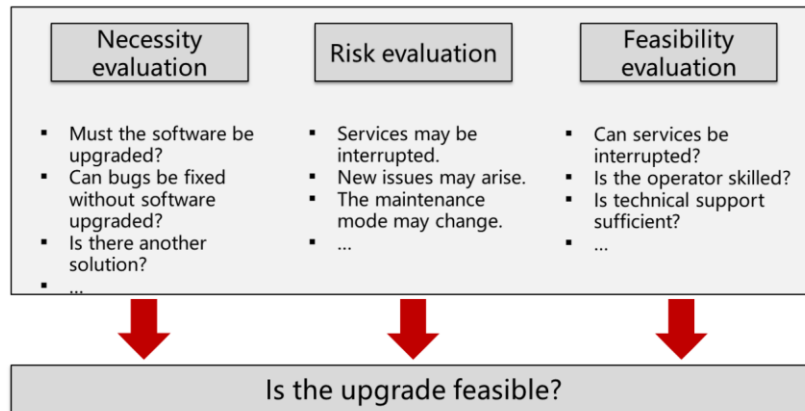 Necessity
evaluation
▪ Must the software be
upgraded?
▪ Can bugs be fixed
without software
upgraded?
▪ Is there another
solution?
▪ ...
Risk evaluation
▪ Services may be
interrupted.
▪ New issues may arise.
▪ The maintenance
mode may change.
▪ ...
Feasibility
evaluation
▪ Can services be
interrupted?
▪ Is the operator skilled?
▪ Is technical support
sufficient?
▪ ...
Is the upgrade feasible?